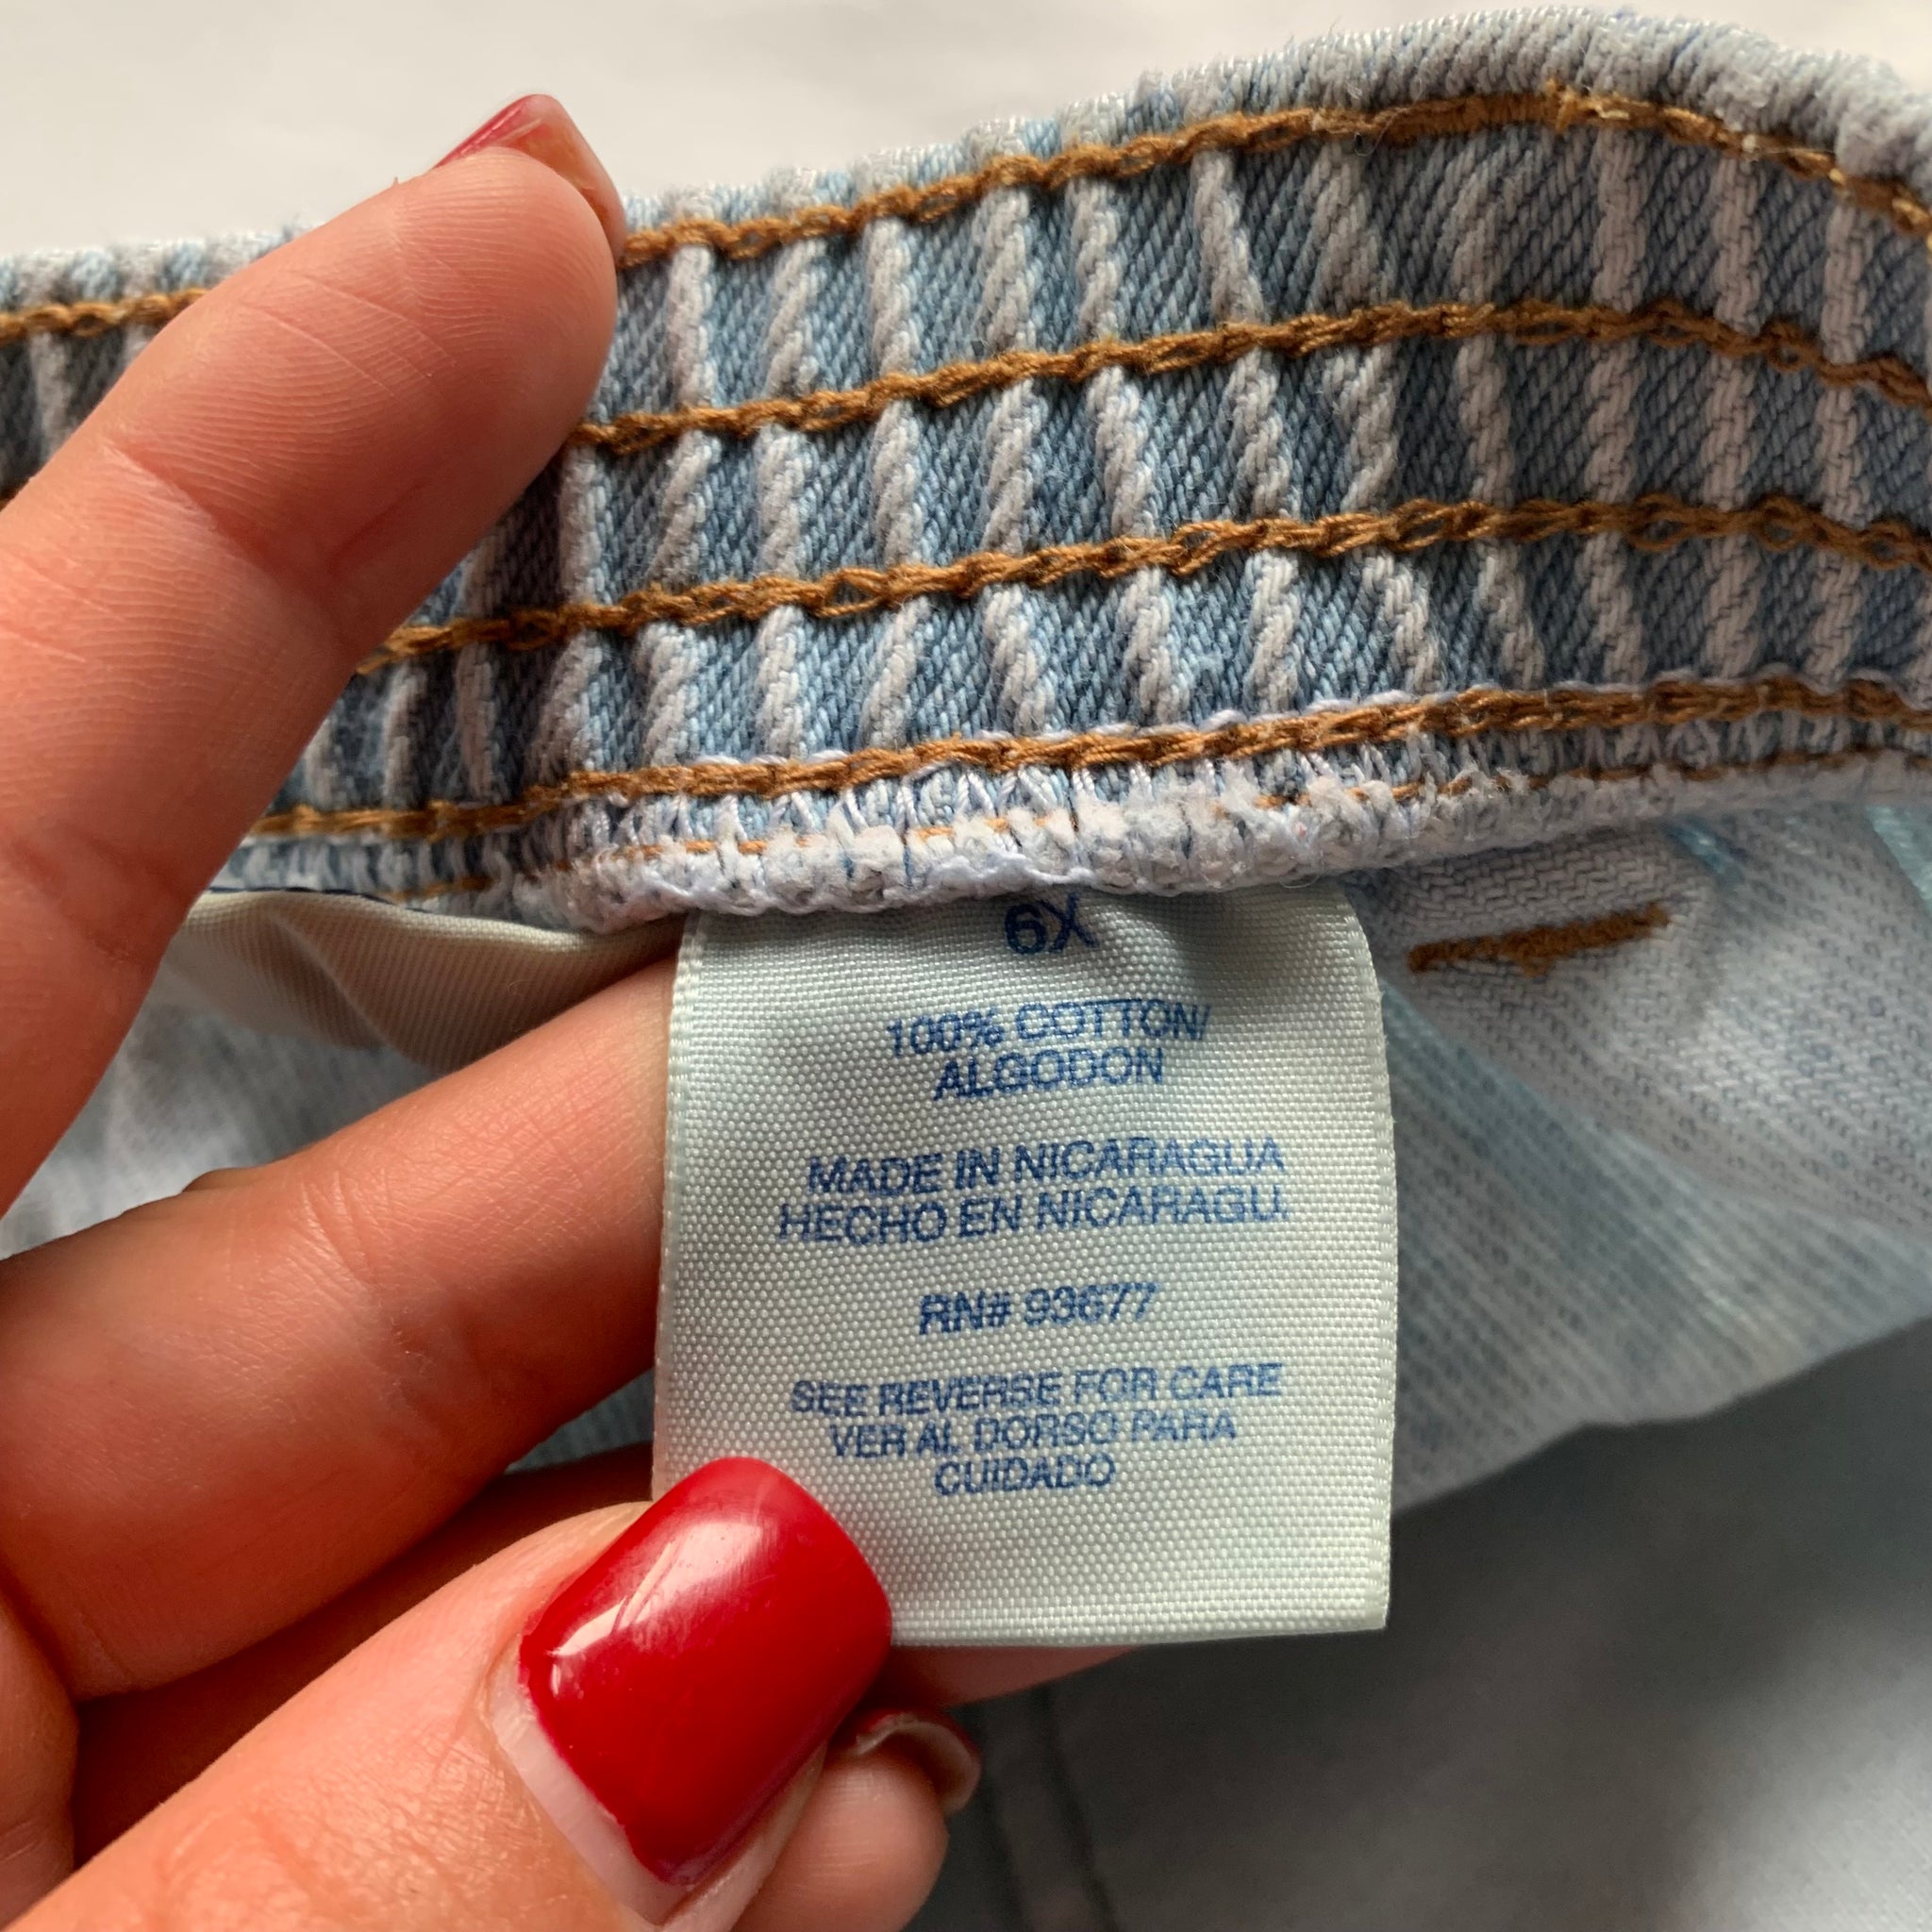 6X
100% COTTON/
ALGODON
MADE IN NICARAGUA
HECHO EN NICARAGU.
RN# 93677
SEE REVERSE FOR CARE
VER AL DORSO PARA
CUIDADO